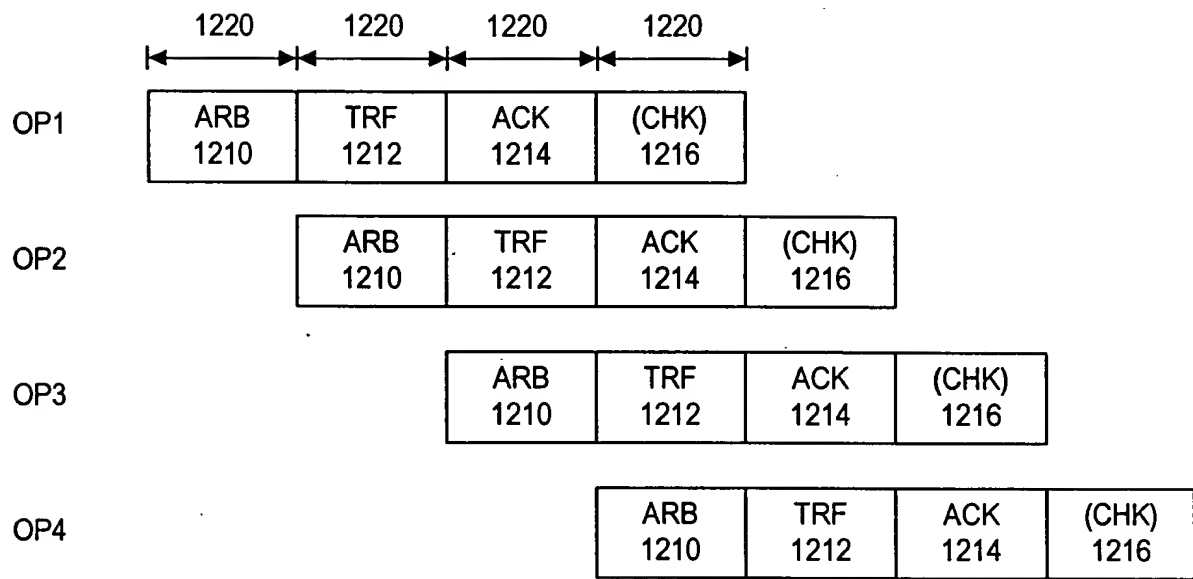 1220 1220 1220 1220
OP1 ARB TRF ACK (CHK)
1210 1212 1214 1216
OP2 ARB TRF ACK (CHK)
1210 1212 1214 1216
OP3 ARB TRF ACK (CHK)
1210 1212 1214 1216
OP4 ARB TRF ACK (CHK)
1210 1212 1214 1216